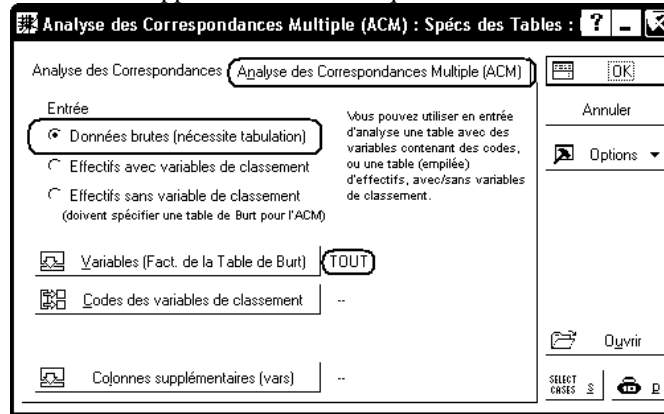 Analyse des Correspondances Multiple (ACM) : Spécs des Tables :
Analyse des Correspondances
Analyse des Correspondances Multiple (ACM)
Entrée
Données brutes (nécessite tabulation)
Effectifs avec variables de classement
Effectifs sans variable de classement
(doivent spécifier une table de Burt pour l'ACM)
Vous pouvez utiliser en entrée
d'analyse une table avec des
variables contenant des codes,
ou une table (empilée)
d'effectifs, avec/sans variables
de classement.
Variables (Fact. de la Table de Burt)
TOUT
Codes des variables de classement
--
Colonnes supplémentaires (vars)
--
OK
Annuler
Options
Ouvrir
SELECT
CASES
S
D